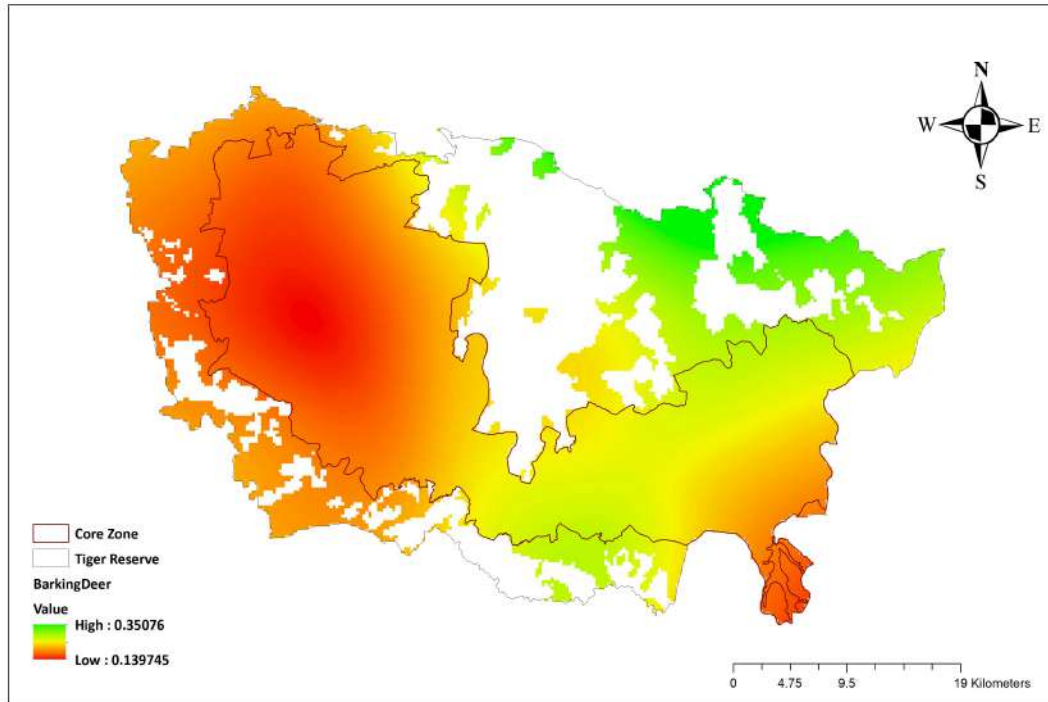 N
W E
S
Core Zone
Tiger Reserve
BarkingDeer
Value
High : 0.35076
Low : 0.139745
0 4.75 9.5 19 Kilometers